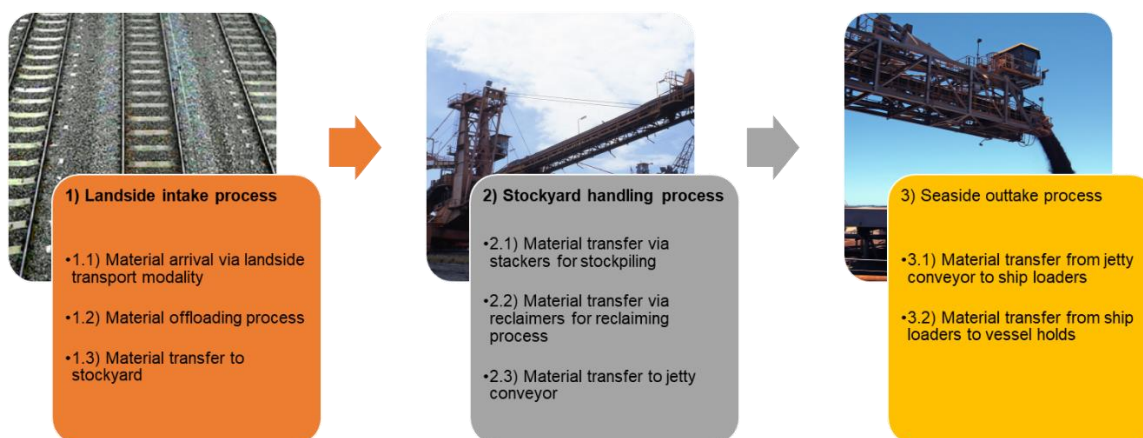 1) Landside intake process
•1.1) Material arrival via landside
transport modality
•1.2) Material offloading process
•1.3) Material transfer to
stockyard
2) Stockyard handling process
•2.1) Material transfer via
stackers for stockpiling
•2.2) Material transfer via
reclaimers for reclaiming
process
•2.3) Material transfer to jetty
conveyor
3) Seaside outtake process
•3.1) Material transfer from jetty
conveyor to ship loaders
•3.2) Material transfer from ship
loaders to vessel holds